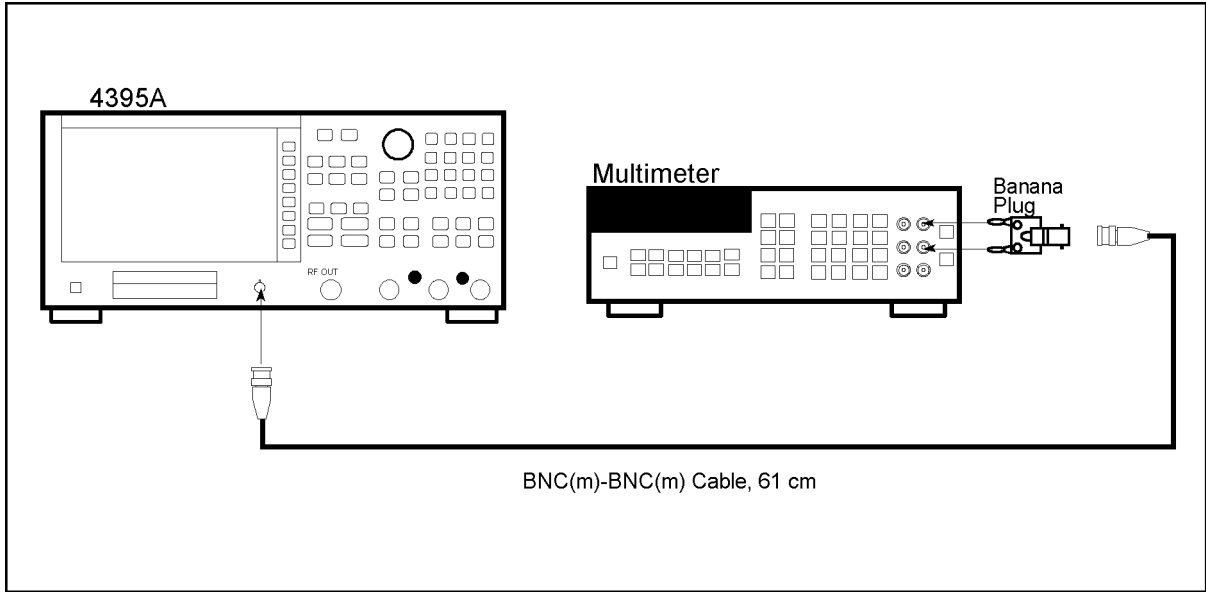 4395A
Multimeter
Banana
Plug
RF OUT
BNC(m)-BNC(m) Cable, 61 cm